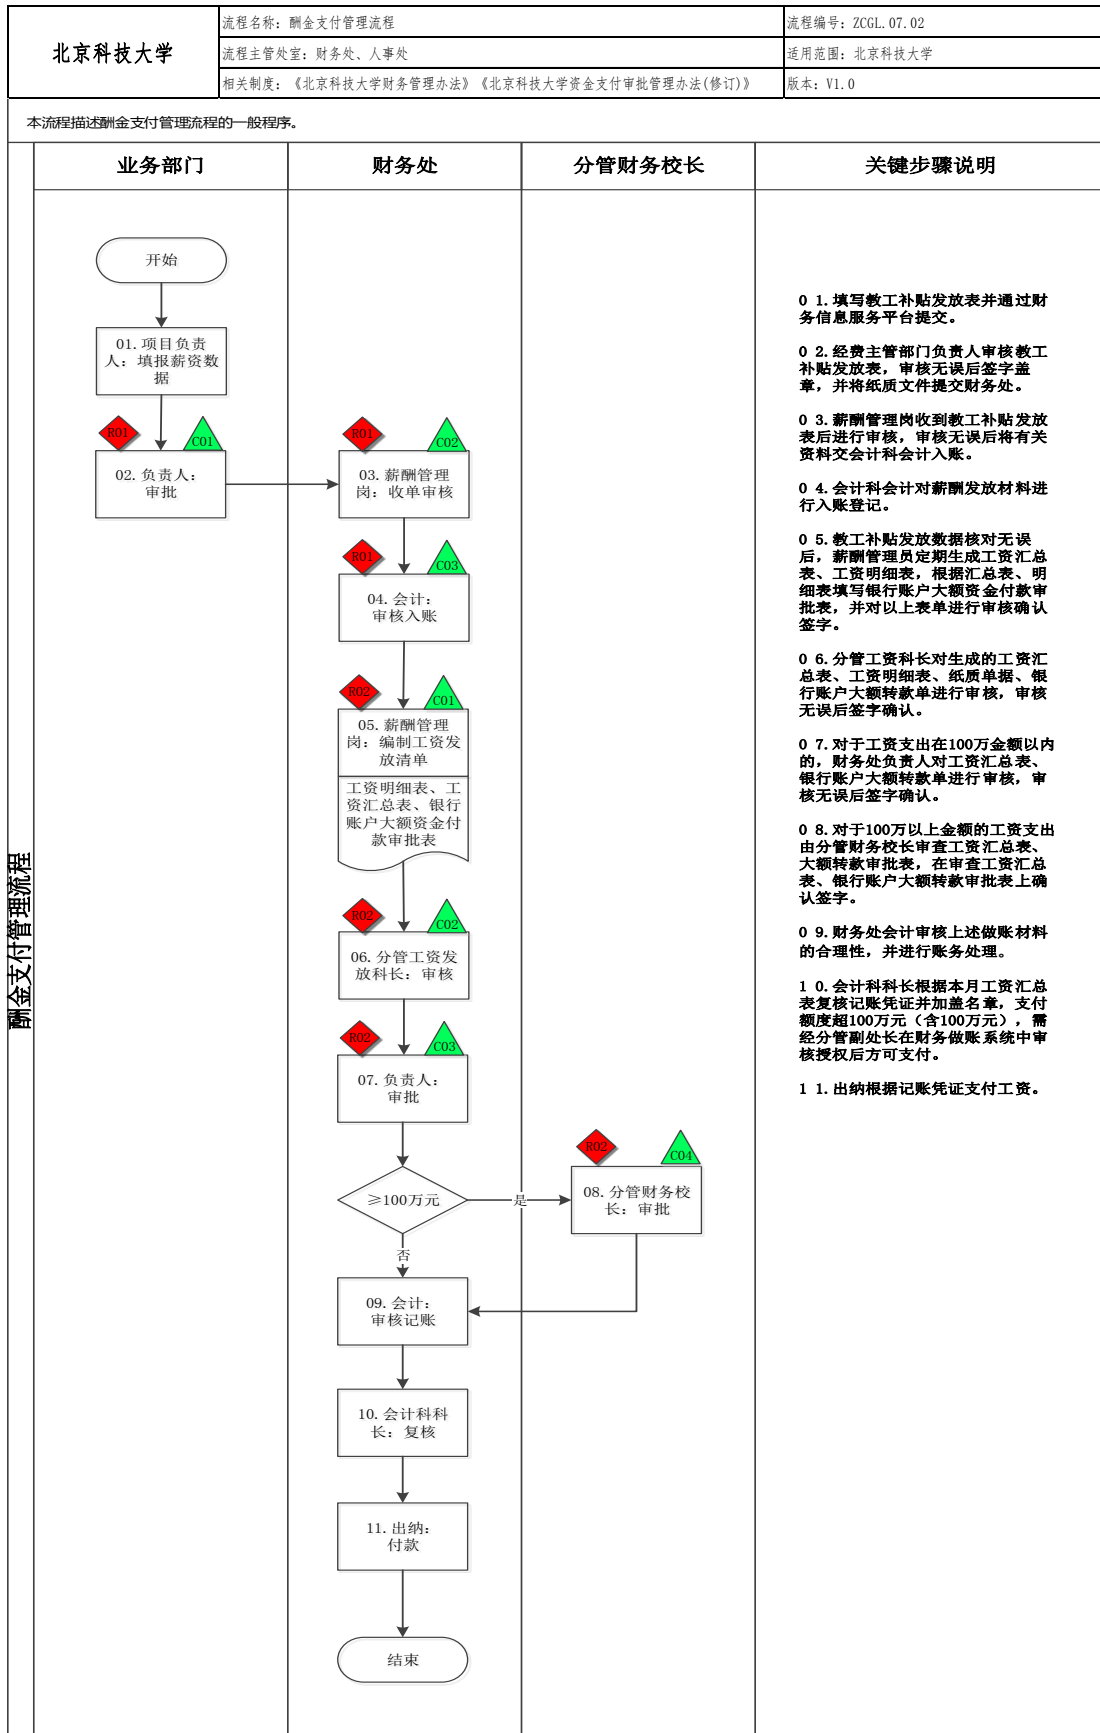 北京科技大学
流程名称：酬金支付管理流程
流程编号：ZCGL.07.02
流程主管处室：财务处、人事处
适用范围：北京科技大学
相关制度：《北京科技大学财务管理办法》《北京科技大学资金支付审批管理办法(修订)》
版本：V1.0
本流程描述酬金支付管理流程的一般程序。
酬金支付管理流程
业务部门
财务处
分管财务校长
关键步骤说明
开始
01.项目负责
人：填报薪资数
据
R01
C01
02.负责人：
审批
R01
C02
03.薪酬管理
岗：收单审核
R01
C03
04.会计：
审核入账
R02
C01
05.薪酬管理
岗：编制工资发
放清单
工资明细表、工
资汇总表、银行
账户大额资金付
款审批表
R02
C02
06.分管工资发
放科长：审核
R02
C03
07.负责人：
审批
≥100万元
是
否
R02
C04
08.分管财务校
长：审批
09.会计：
审核记账
10.会计科科
长：复核
11.出纳：
付款
结束
0 1.填写教工补贴发放表并通过财
务信息服务平台提交。
0 2.经费主管部门负责人审核教工
补贴发放表，审核无误后签字盖
章，并将纸质文件提交财务处。
0 3.薪酬管理岗收到教工补贴发放
表后进行审核，审核无误后将有关
资料交会计科会计入账。
0 4.会计科会计对薪酬发放材料进
行入账登记。
0 5.教工补贴发放数据核对无误
后，薪酬管理员定期生成工资汇总
表、工资明细表，根据汇总表、明
细表填写银行账户大额资金付款审
批表，并对以上表单进行审核确认
签字。
0 6.分管工资科长对生成的工资汇
总表、工资明细表、纸质单据、银
行账户大额转款单进行审核，审核
无误后签字确认。
0 7.对于工资支出在100万金额以内
的，财务处负责人对工资汇总表、
银行账户大额转款单进行审核，审
核无误后签字确认。
0 8.对于100万以上金额的工资支出
由分管财务校长审查工资汇总表、
大额转款审批表，在审查工资汇总
表、银行账户大额转款审批表上确
认签字。
0 9.财务处会计审核上述做账材料
的合理性，并进行账务处理。
1 0.会计科科长根据本月工资汇总
表复核记账凭证并加盖名章，支付
额度超100万元（含100万元），需
经分管副处长在财务做账系统中审
核授权后方可支付。
1 1.出纳根据记账凭证支付工资。